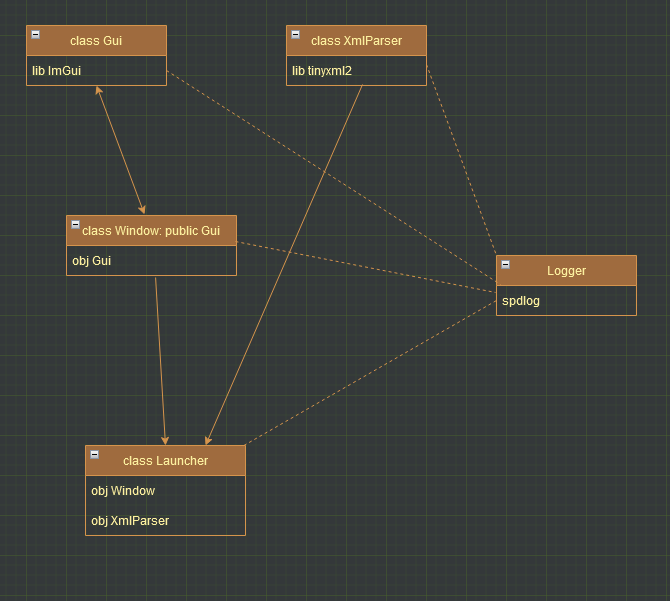 class Gui
lib ImGui
class XmlParser
lib tinyxml2
class Window: public Gui
obj Gui
Logger
spdlog
class Launcher
obj Window
obj XmlParser